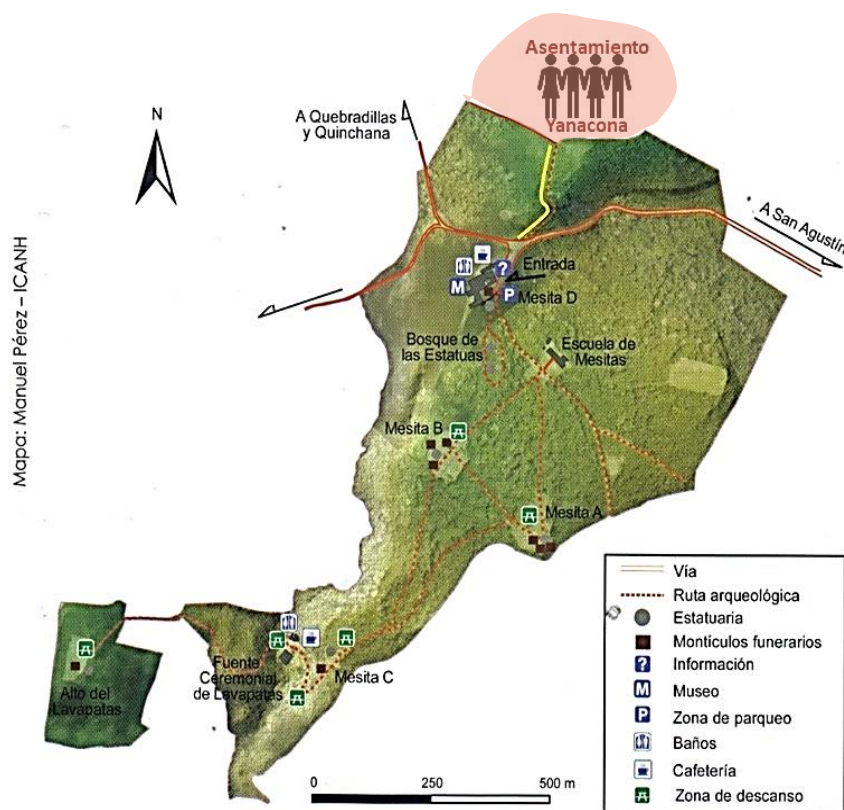 Asentamiento
Yanacona
N
A Quebradillas
y Quinchana
A San Agustín
Mapa: Manuel Pérez – ICANH
?
Entrada
M
P
Mesita D
Bosque de
las Estatuas
Escuela de
Mesitas
Mesita B
Mesita A
Fuente
Ceremonial
de Lavapatas
Mesita C
Alto del
Lavapatas
0
250
500 m
Vía
Ruta arqueológica
Estatuaria
Montículos funerarios
? Información
M Museo
P Zona de parqueo
Baños
Cafetería
Zona de descanso